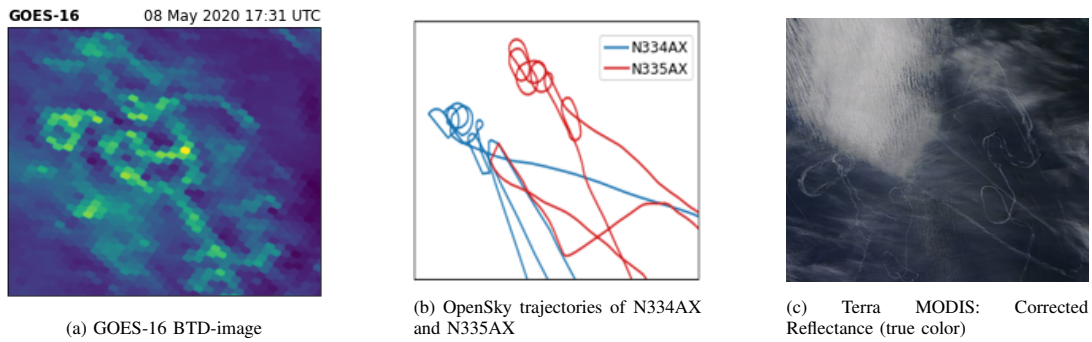 GOES-16 08 May 2020 17:31 UTC
N334AX
N335AX
(a) GOES-16 BTD-image
(b) OpenSky trajectories of N334AX
and N335AX
(c) Terra MODIS: Corrected
Reflectance (true color)